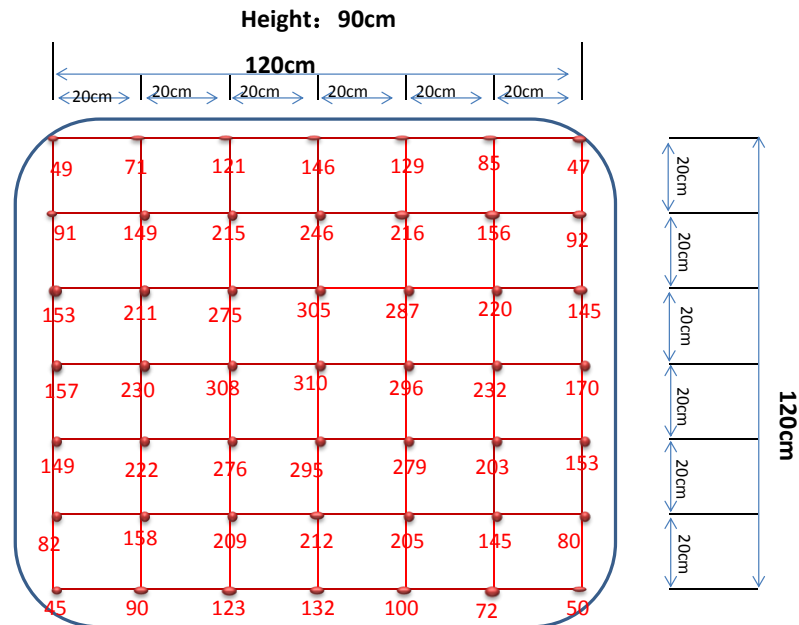 Height： 90cm
120cm
20cm 20cm 20cm 20cm 20cm 20cm
49 71 121 146 129 85 47
20cm
91 149 215 246 216 156 92
20cm
153 211 275 305 287 220 145
20cm
157 230 308 310 296 232 170
20cm
120cm
149 222 276 295 279 203 153
20cm
82 158 209 212 205 145 80
20cm
45 90 123 132 100 72 50